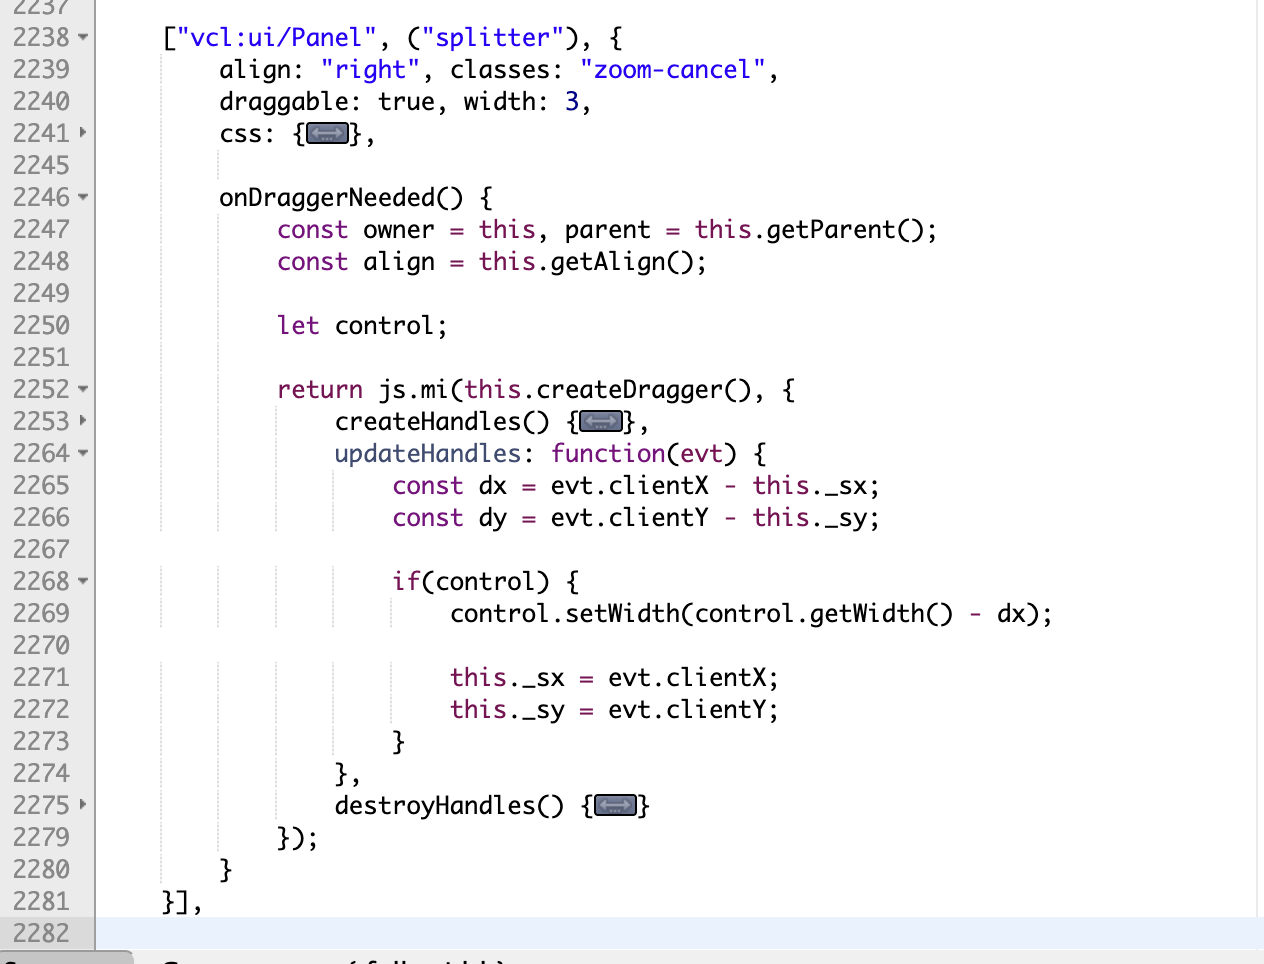 2237
2238 ["vcl:ui/Panel", ("splitter"), {
2239 align: "right", classes: "zoom-cancel",
2240 draggable: true, width: 3,
2241 css: {...},
2245
2246 onDraggerNeeded() {
2247 const owner = this, parent = this.getParent();
2248 const align = this.getAlign();
2249
2250 let control;
2251
2252 return js.mi(this.createDragger(), {
2253 createHandles() {...},
2264 updateHandles: function(evt) {
2265 const dx = evt.clientX - this._sx;
2266 const dy = evt.clientY - this._sy;
2267
2268 if(control) {
2269 control.setWidth(control.getWidth() - dx);
2270
2271 this._sx = evt.clientX;
2272 this._sy = evt.clientY;
2273 }
2274 },
2275 destroyHandles() {...}
2279 });
2280 }
2281 }],
2282